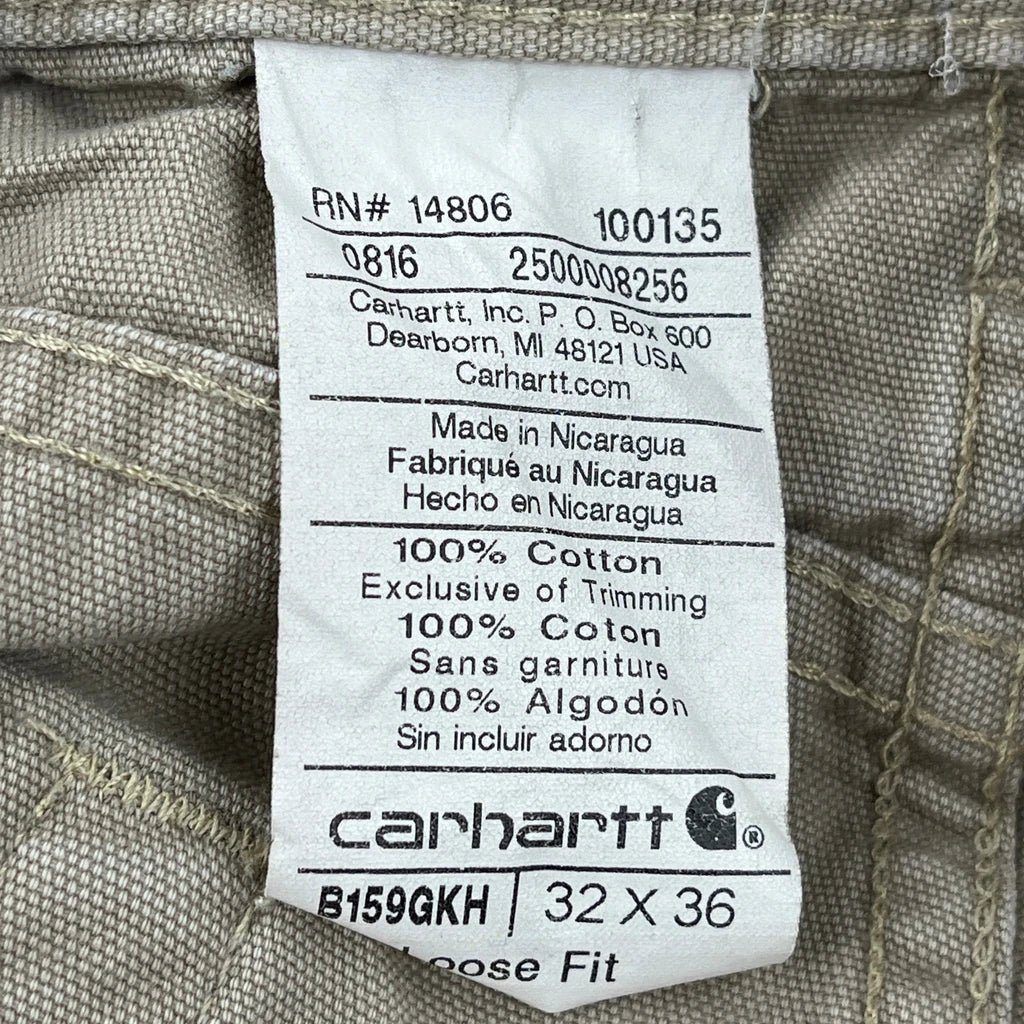 RN# 14806 100135
0816 2500008256
Carhartt, Inc. P. O. Box 600
Dearborn, MI 48121 USA
Carhartt.com
Made in Nicaragua
Fabriqué au Nicaragua
Hecho en Nicaragua
100% Cotton
Exclusive of Trimming
100% Coton
Sans garniture
100% Algodón
Sin incluir adorno
carhartt ®
B159GKH 32 X 36
Loose Fit